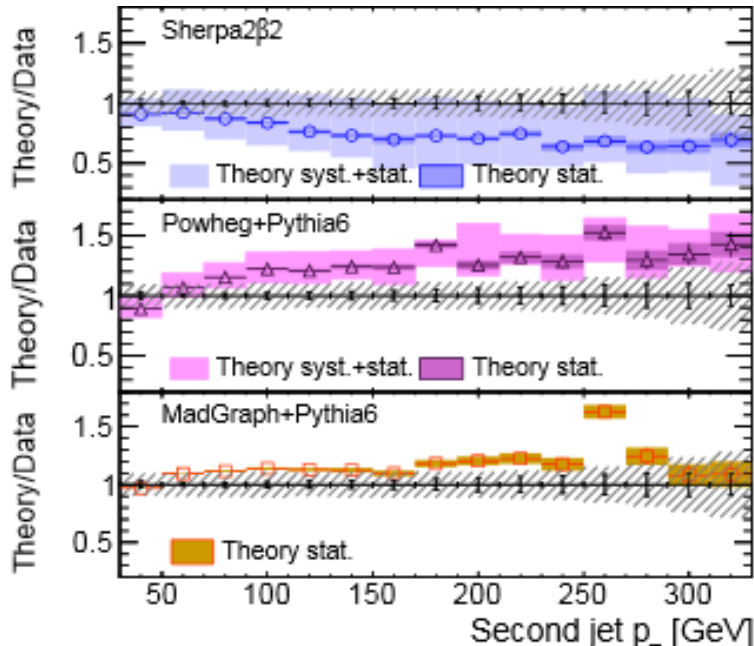 Sherpa2β2
1.5
1
0.5
Theory/Data
Theory syst.+stat.
Theory stat.
Powheg+Pythia6
1.5
1
0.5
Theory/Data
Theory syst.+stat.
Theory stat.
MadGraph+Pythia6
1.5
1
0.5
Theory/Data
Theory stat.
50 100 150 200 250 300
Second jet p [GeV]